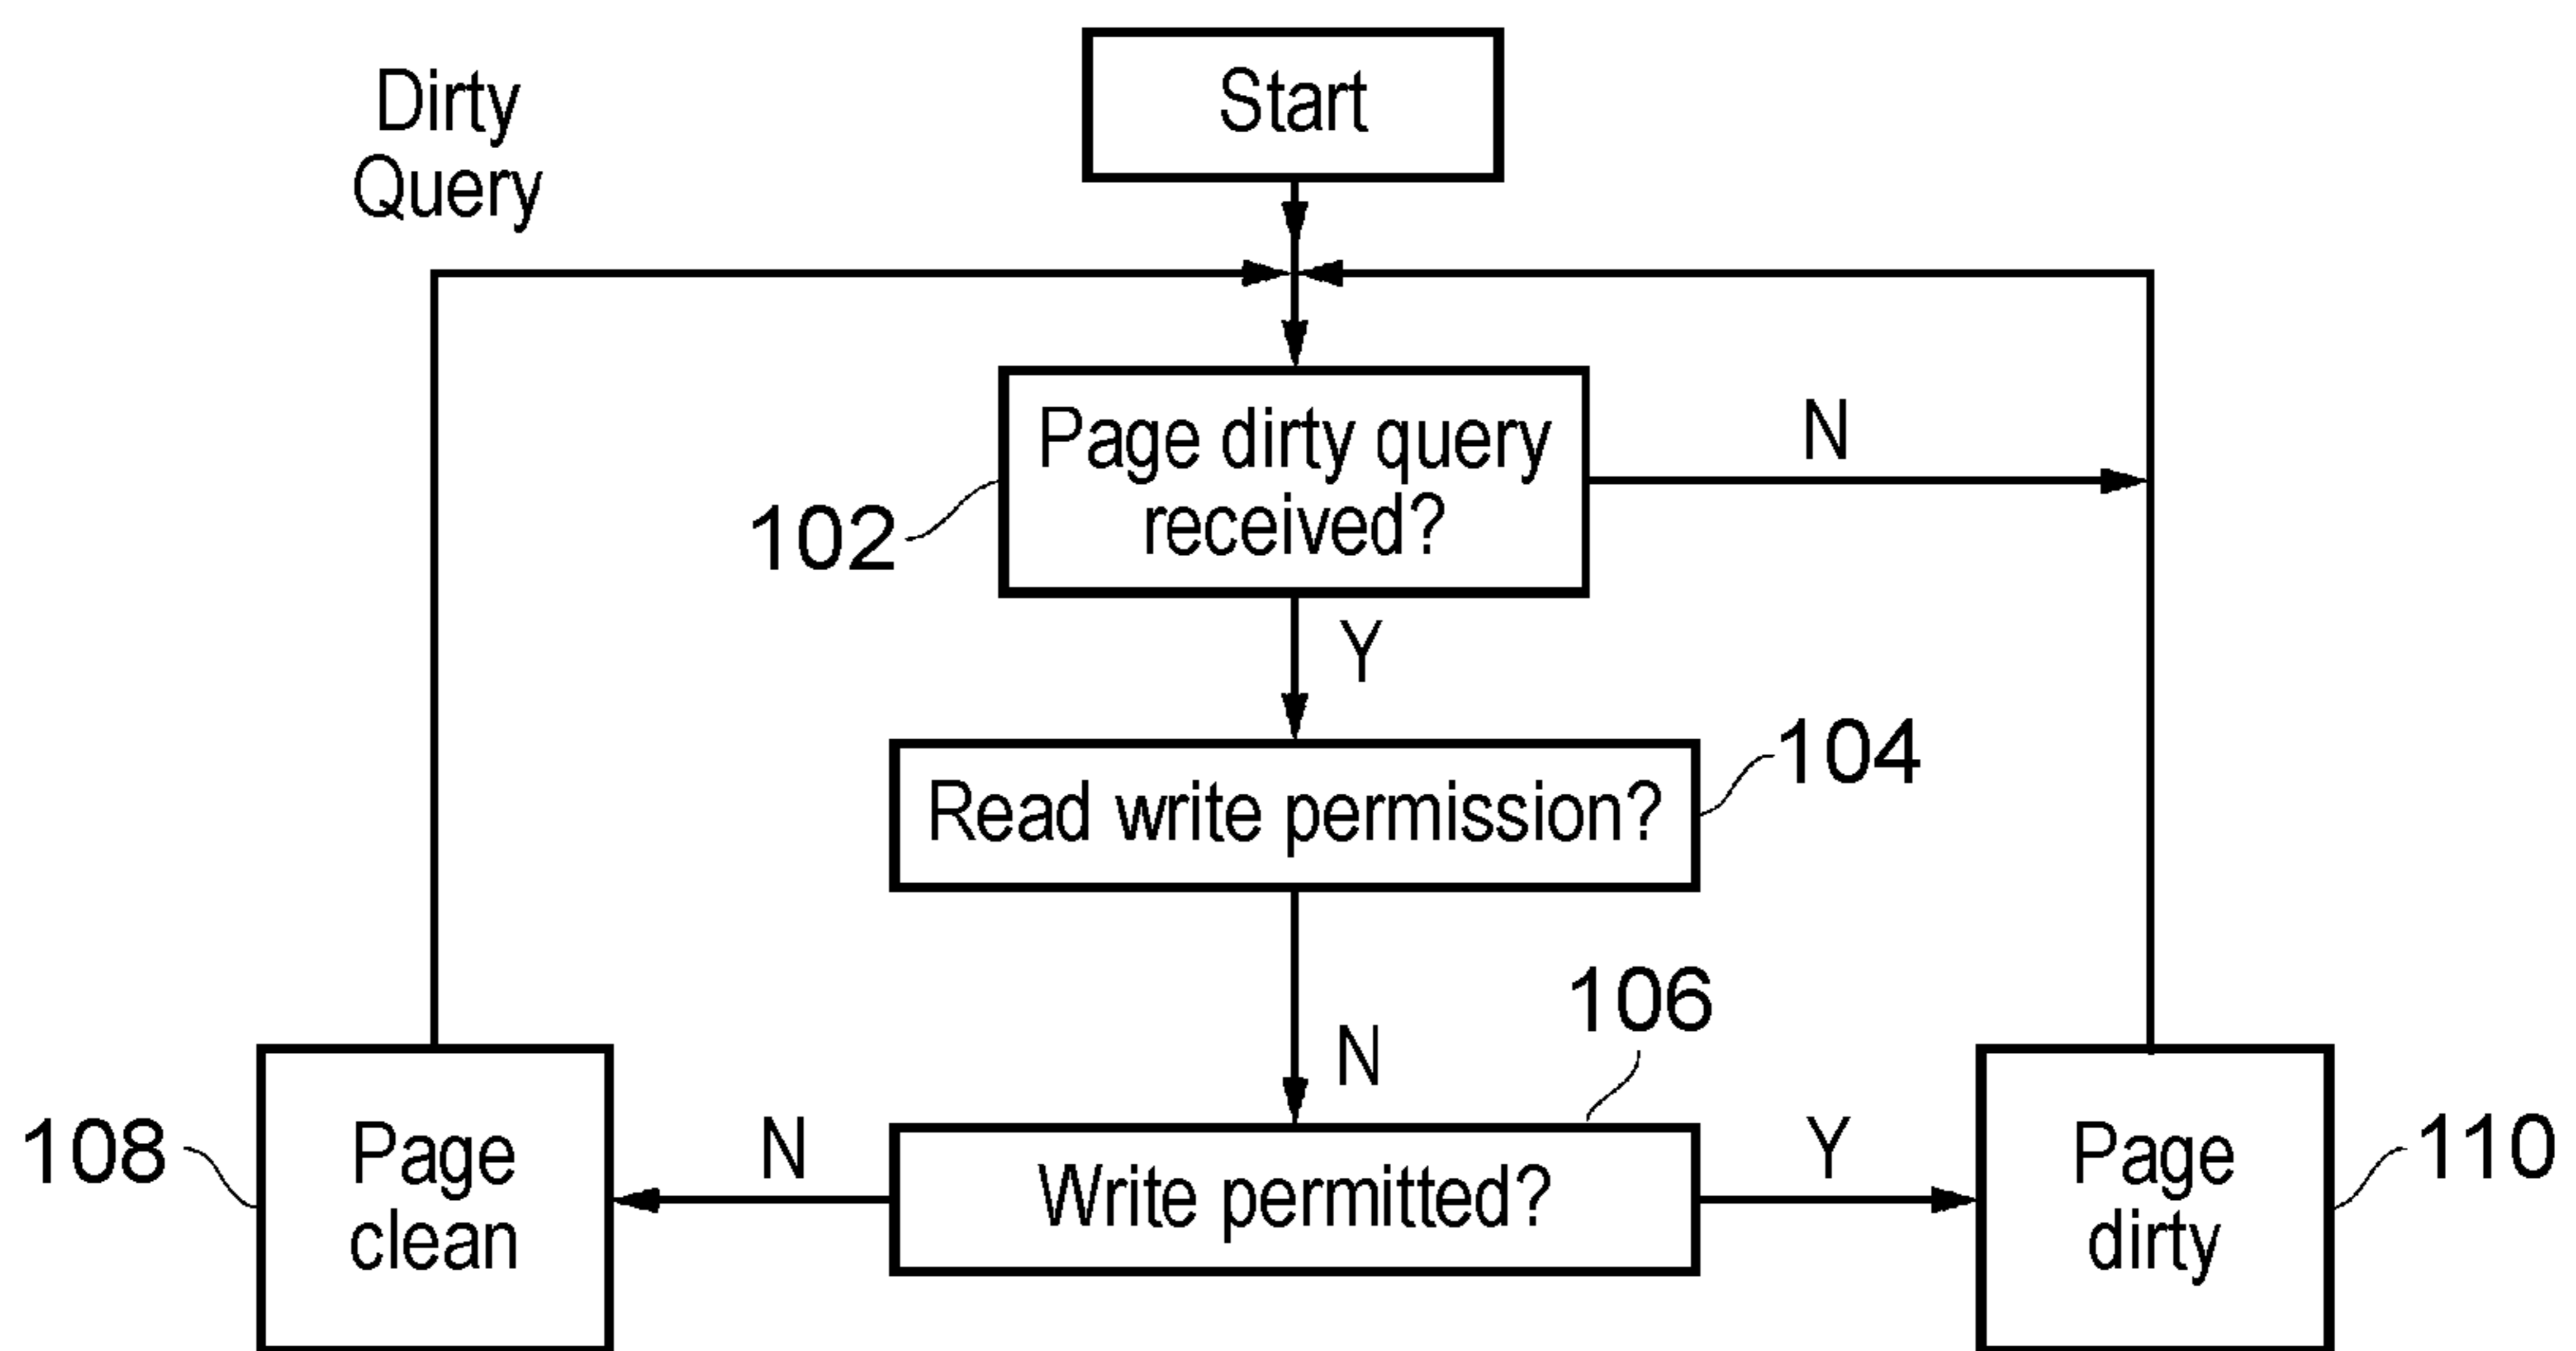 Dirty
Query
Start
Page dirty query
received?
102
N
Y
Read write permission?
104
N
106
Write permitted?
N
Y
Page
clean
108
Page
dirty
110